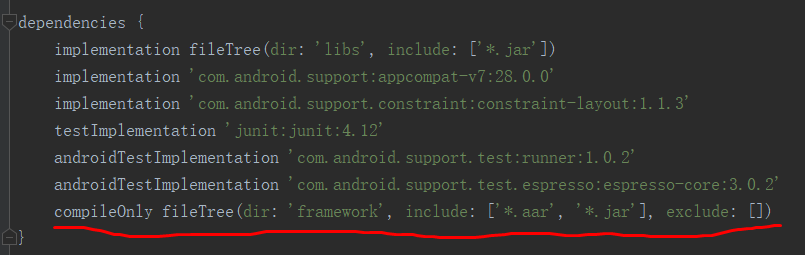 dependencies {
implementation fileTree(dir: 'libs', include: ['*.jar'])
implementation 'com.android.support:appcompat-v7:28.0.0'
implementation 'com.android.support.constraint:constraint-layout:1.1.3'
testImplementation 'junit:junit:4.12'
androidTestImplementation 'com.android.support.test:runner:1.0.2'
androidTestImplementation 'com.android.support.test.espresso:espresso-core:3.0.2'
compileOnly fileTree(dir: 'framework', include: ['*.aar', '*.jar'], exclude: [])
}